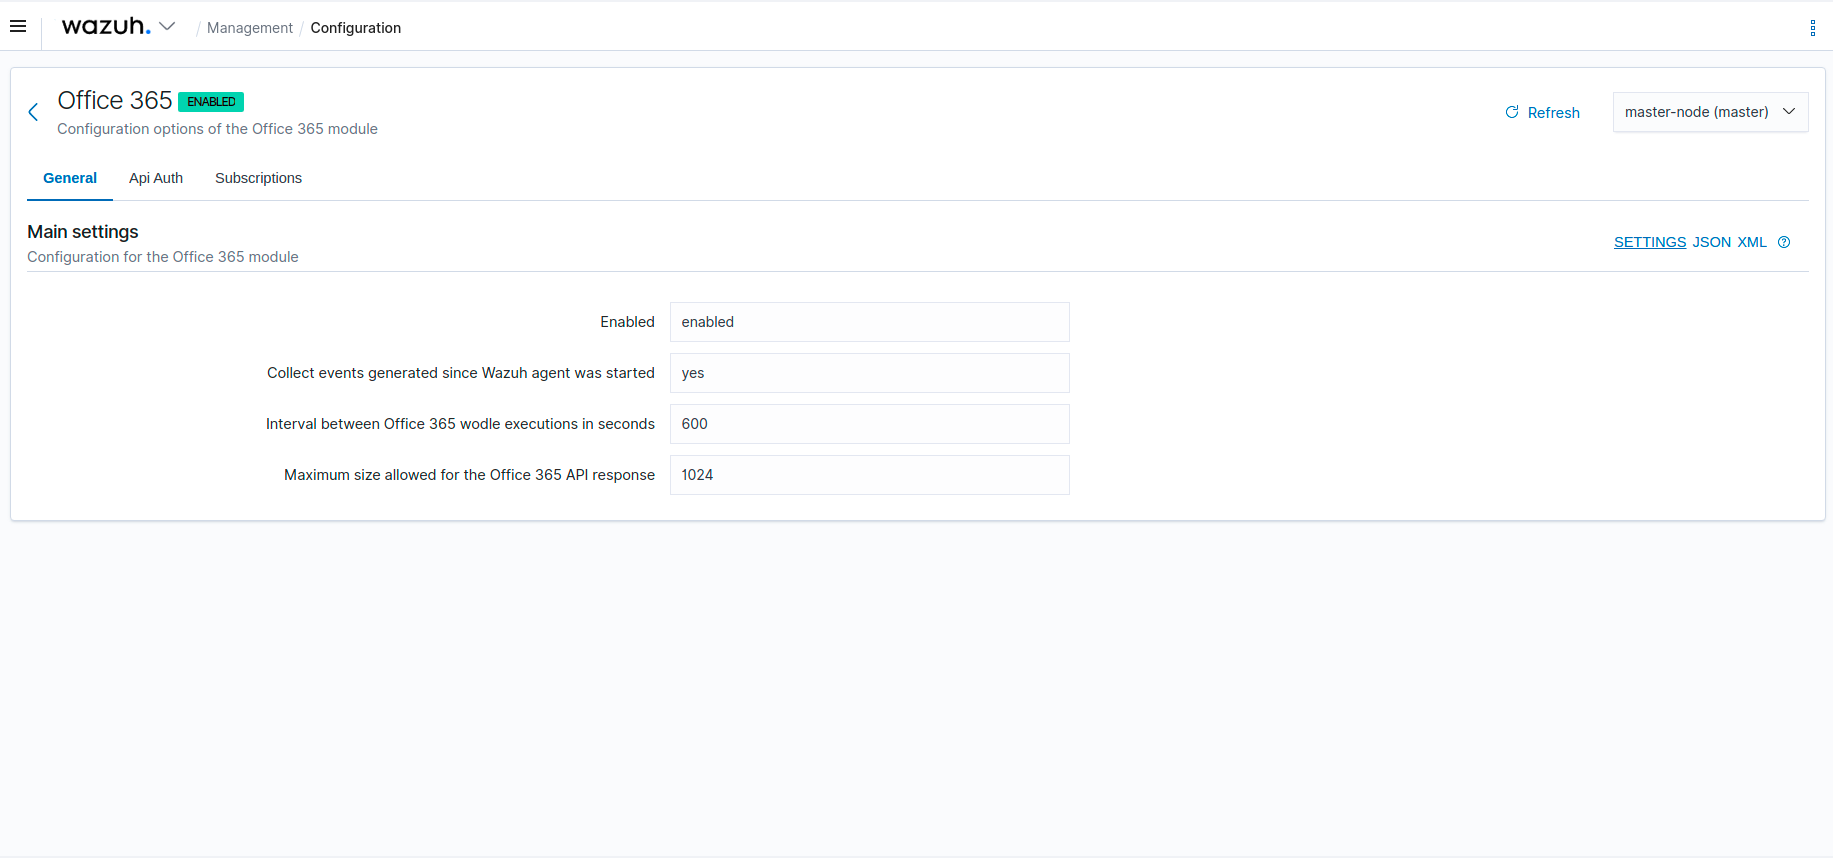 wazuh. / Management / Configuration
Office 365 ENABLED
Configuration options of the Office 365 module
Refresh
master-node (master)
General Api Auth Subscriptions
Main settings
Configuration for the Office 365 module
SETTINGS JSON XML
Enabled enabled
Collect events generated since Wazuh agent was started yes
Interval between Office 365 wodle executions in seconds 600
Maximum size allowed for the Office 365 API response 1024